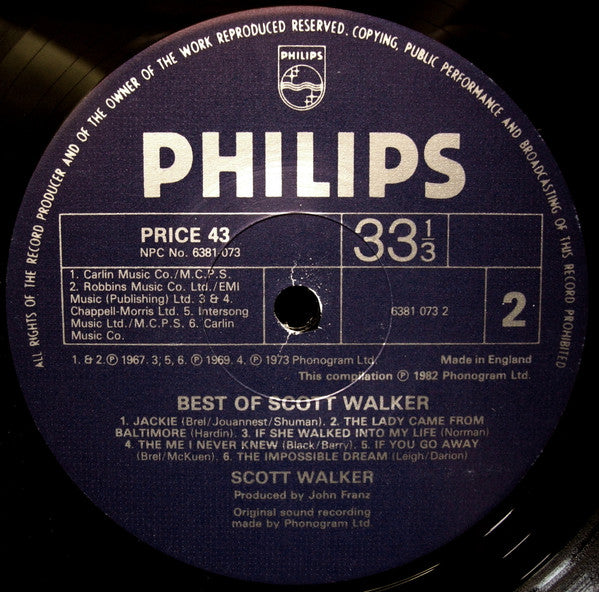 ALL RIGHTS OF THE RECORD PRODUCER AND OF THE OWNER OF THE WORK REPRODUCED RESERVED. COPYING, PUBLIC PERFORMANCE AND BROADCASTING OF THIS RECORD PROHIBITED
PHILIPS
PHILIPS
PRICE 43
NPC No. 6381 073
33 1/3
1. Carlin Music Co./M.C.P.S.
2. Robbins Music Co. Ltd./EMI
Music (Publishing) Ltd. 3 & 4.
Chappell-Morris Ltd. 5. Intersong
Music Ltd./M.C.P.S. 6. Carlin
Music Co.
6381 073 2
2
1. & 2. ℗ 1967. 3, 5, 6. ℗ 1969. 4. ℗ 1973 Phonogram Ltd.
Made in England
This compilation ℗ 1982 Phonogram Ltd.
BEST OF SCOTT WALKER
1. JACKIE (Brel/Jouannest/Shuman) 2. THE LADY CAME FROM
BALTIMORE (Hardin) 3. IF SHE WALKED INTO MY LIFE (Norman)
4. THE ME I NEVER KNEW (Black/Barry) 5. IF YOU GO AWAY
(Brel/McKuen) 6. THE IMPOSSIBLE DREAM (Leigh/Darion)
SCOTT WALKER
Produced by John Franz
Original sound recording
made by Phonogram Ltd.